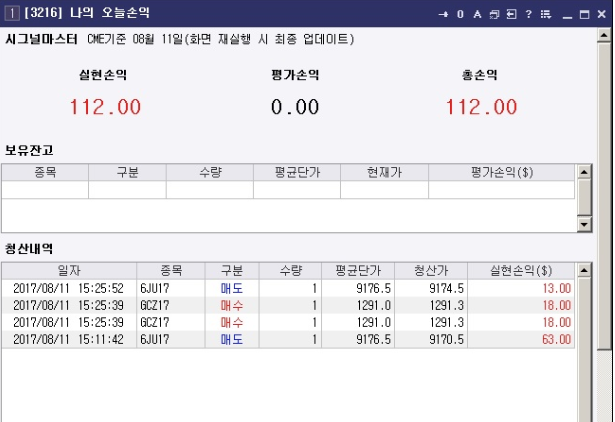 1 [3216] 나의 오늘손익
시그널마스터 CME기준 08월 11일(화면 재실행 시 최종 업데이트)
실현손익 평가손익 총손익
112.00 0.00 112.00
보유잔고
종목 구분 수량 평균단가 현재가 평가손익($)
청산내역
일자 종목 구분 수량 평균단가 청산가 실현손익($)
2017/08/11 15:25:52 6JU17 매도 1 9176.5 9174.5 13.00
2017/08/11 15:25:39 GCZ17 매수 1 1291.0 1291.3 18.00
2017/08/11 15:25:39 GCZ17 매수 1 1291.0 1291.3 18.00
2017/08/11 15:11:42 6JU17 매도 1 9176.5 9170.5 63.00